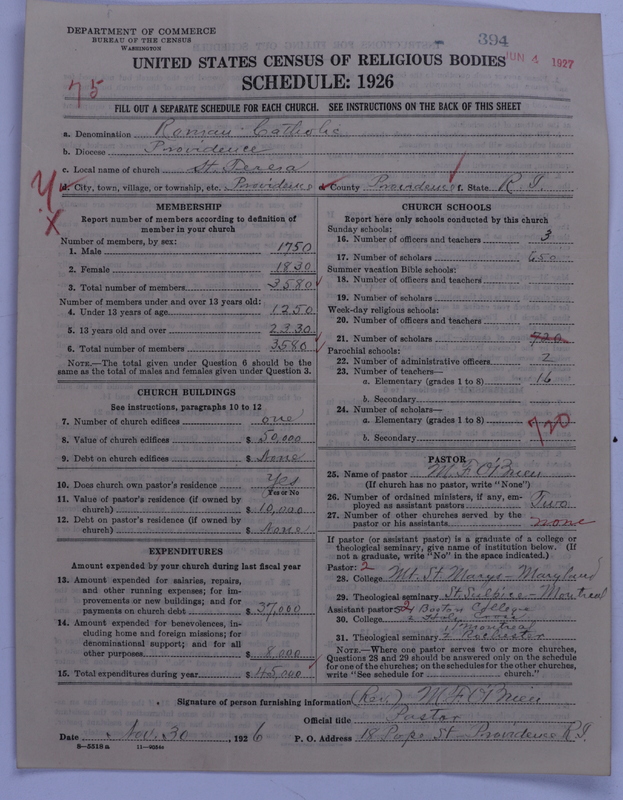 DEPARTMENT OF COMMERCE
BUREAU OF THE CENSUS
WASHINGTON
394
JUN 4 1927
UNITED STATES CENSUS OF RELIGIOUS BODIES
SCHEDULE: 1926
75
FILL OUT A SEPARATE SCHEDULE FOR EACH CHURCH. SEE INSTRUCTIONS ON THE BACK OF THIS SHEET
a. Denomination Roman Catholic
b. Diocese Providence
c. Local name of church St. Teresa
d. City, town, village, or township, etc. Providence e. County Providence f. State R. I.
MEMBERSHIP
Report number of members according to definition of
member in your church
Number of members, by sex:
1. Male 1750
2. Female 1830
3. Total number of members 3580
Number of members under and over 13 years old:
4. Under 13 years of age 1250
5. 13 years old and over 2330
6. Total number of members 3580
NOTE.—The total given under Question 6 should be the
same as the total of males and females given under Question 3.
CHURCH BUILDINGS
See instructions, paragraphs 10 to 12
7. Number of church edifices one
8. Value of church edifices $ 50,000
9. Debt on church edifices $ None
10. Does church own pastor's residence? Yes
Yes or No
11. Value of pastor's residence (if owned by
church) $ 10,000
12. Debt on pastor's residence (if owned by
church) $ None
EXPENDITURES
Amount expended by your church during last fiscal year
13. Amount expended for salaries, repairs,
and other running expenses; for im-
provements or new buildings; and for
payments on church debt $ 37,000
14. Amount expended for benevolences, in-
cluding home and foreign missions; for
denominational support; and for all
other purposes $ 8,000
15. Total expenditures during year $ 45,000
CHURCH SCHOOLS
Report here only schools conducted by this church
Sunday schools:
16. Number of officers and teachers 3
17. Number of scholars 650
Summer vacation Bible schools:
18. Number of officers and teachers
19. Number of scholars
Week-day religious schools:
20. Number of officers and teachers
21. Number of scholars 720
Parochial schools:
22. Number of administrative officers 2
23. Number of teachers—
a. Elementary (grades 1 to 8) 16
b. Secondary
24. Number of scholars—
a. Elementary (grades 1 to 8) 720
b. Secondary
PASTOR
25. Name of pastor M. F. O'Brien
(If church has no pastor, write "None")
26. Number of ordained ministers, if any, em-
ployed as assistant pastors Two
27. Number of other churches served by the
pastor or his assistants none
If pastor (or assistant pastor) is a graduate of a college or
theological seminary, give name of institution below. (If
not a graduate, write "No" in the space indicated.)
Pastor: 2
28. College Mt. St. Marys - Maryland
29. Theological seminary St Sulpice - Montreal
Assistant pastor: 2 Boston College
30. College 2 Holy Cross
1 Montreal
31. Theological seminary 2 Rochester
NOTE.—Where one pastor serves two or more churches,
Questions 28 and 29 should be answered only on the schedule
for one of the churches; on the schedules for the other churches,
write "See schedule for church."
Signature of person furnishing information (Rev.) M F O'Brien
Official title Pastor
Date Nov. 30, 1926 P. O. Address 18 Pope St - Providence R.I.
8-5518a 11-9354a